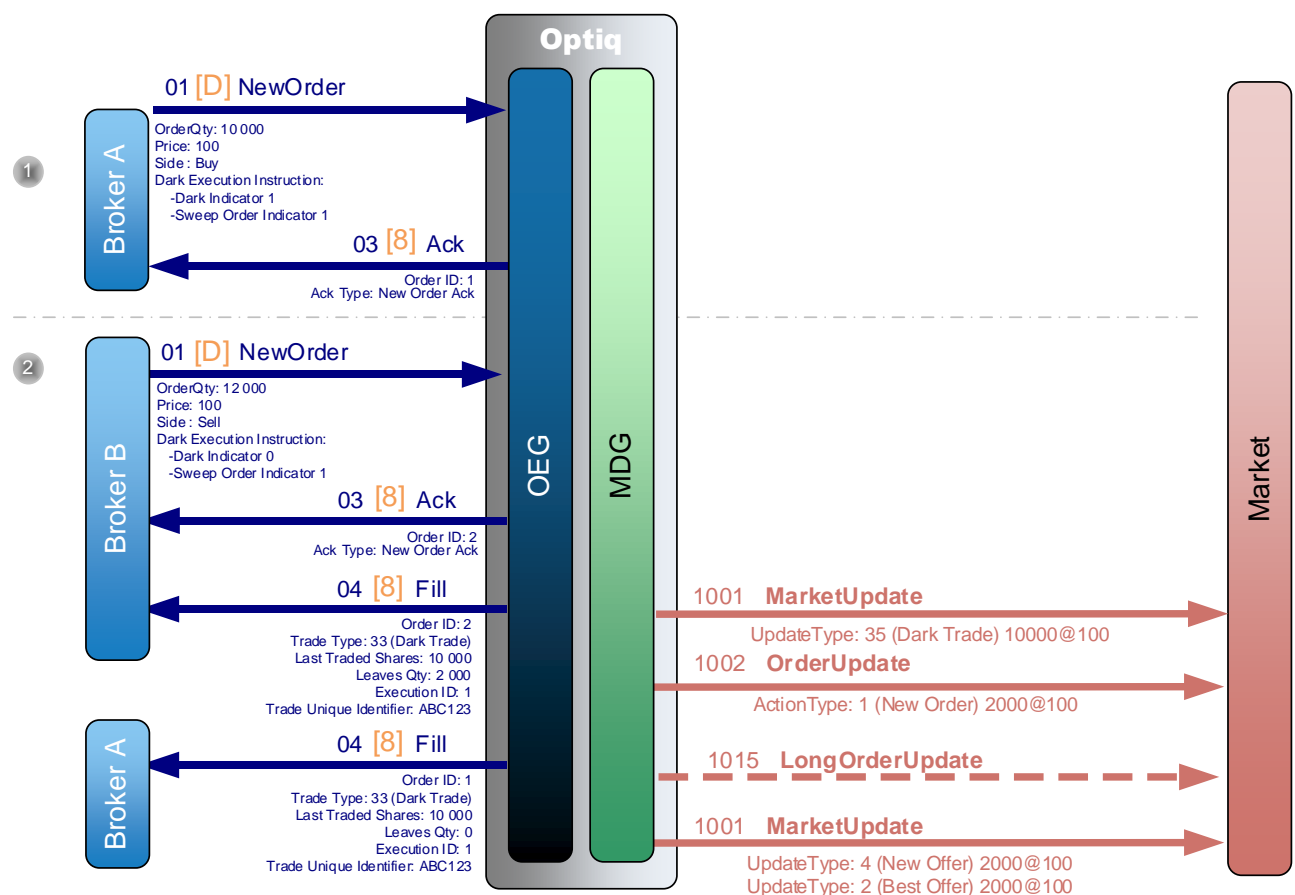 Optiq
01 [D] NewOrder
OrderQty: 10 000
Price: 100
Side : Buy
Dark Execution Instruction:
-Dark Indicator 1
-Sweep Order Indicator 1
1
Broker A
03 [8] Ack
Order ID: 1
Ack Type: New Order Ack
2
01 [D] NewOrder
OrderQty: 12 000
Price: 100
Side : Sell
Dark Execution Instruction:
-Dark Indicator 0
-Sweep Order Indicator 1
Broker B
OEG
MDG
Market
03 [8] Ack
Order ID: 2
Ack Type: New Order Ack
04 [8] Fill
Order ID: 2
Trade Type: 33 (Dark Trade)
Last Traded Shares: 10 000
Leaves Qty: 2 000
Execution ID: 1
Trade Unique Identifier: ABC123
1001 MarketUpdate
UpdateType: 35 (Dark Trade) 10000@100
1002 OrderUpdate
ActionType: 1 (New Order) 2000@100
Broker A
04 [8] Fill
Order ID: 1
Trade Type: 33 (Dark Trade)
Last Traded Shares: 10 000
Leaves Qty: 0
Execution ID: 1
Trade Unique Identifier: ABC123
1015 LongOrderUpdate
1001 MarketUpdate
UpdateType: 4 (New Offer) 2000@100
UpdateType: 2 (Best Offer) 2000@100